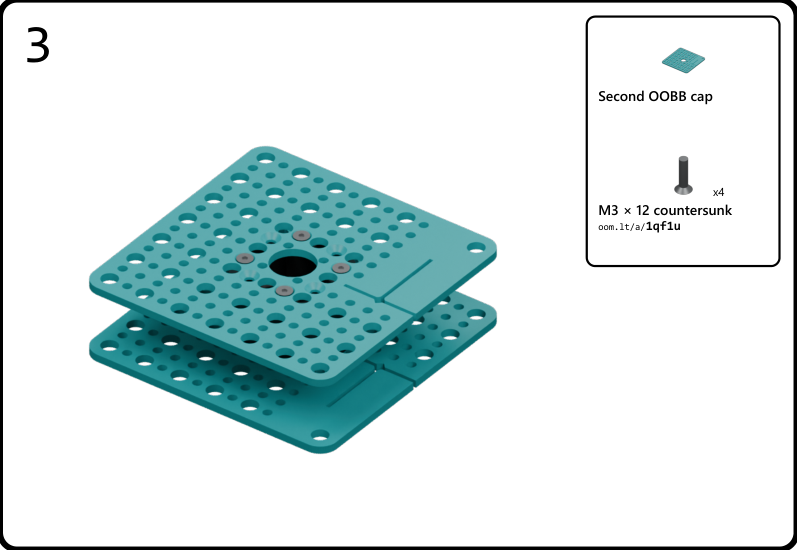 3
Second OOBB cap
x4
M3 × 12 countersunk
oom.lt/a/1qf1u